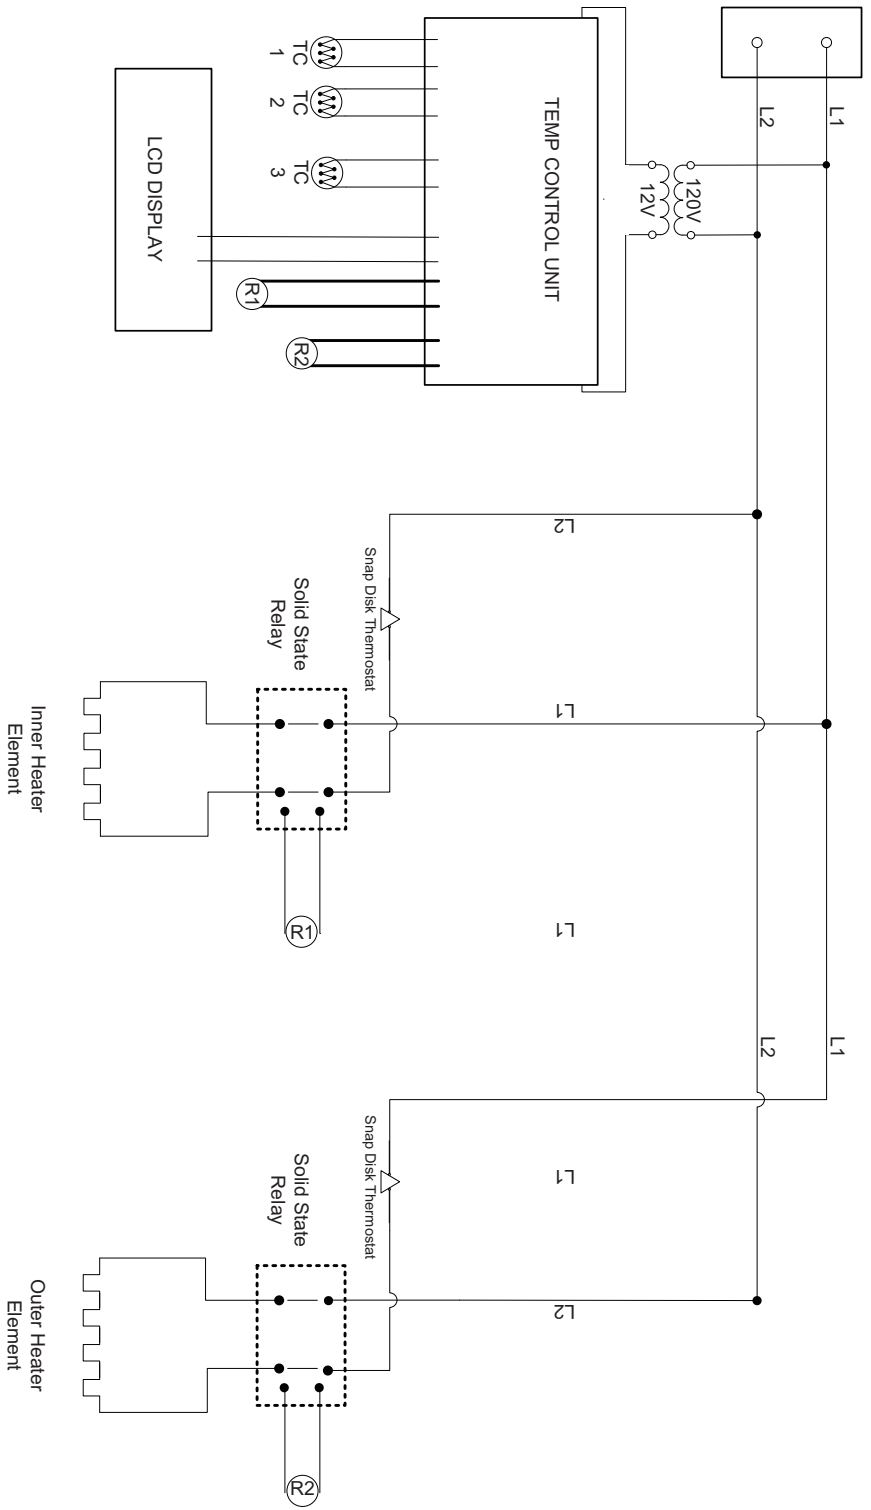 L1
L2
120V
12V
TEMP CONTROL UNIT
TC
1
TC
2
TC
3
LCD DISPLAY
R1
R2
L2
Snap Disk Thermostat
Solid State
Relay
L1
Inner Heater
Element
R1
L1
L1
L2
Snap Disk Thermostat
L1
Solid State
Relay
L2
Outer Heater
Element
R2